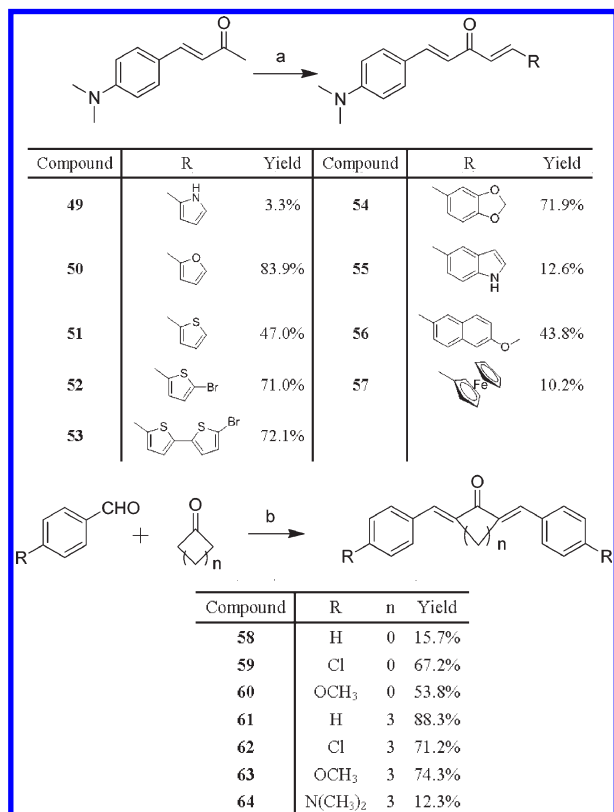 O
a
O
R
N
N
Compound R Yield Compound R Yield
49 H N 3.3% 54 O O 71.9%
50 O 83.9% 55 N H 12.6%
51 S 47.0% 56 O 43.8%
52 S Br 71.0% 57 Fe 10.2%
53 S S Br 72.1%
CHO + O n b O n
R R R
Compound R n Yield
58 H 0 15.7%
59 Cl 0 67.2%
60 OCH₃ 0 53.8%
61 H 3 88.3%
62 Cl 3 71.2%
63 OCH₃ 3 74.3%
64 N(CH₃)₂ 3 12.3%